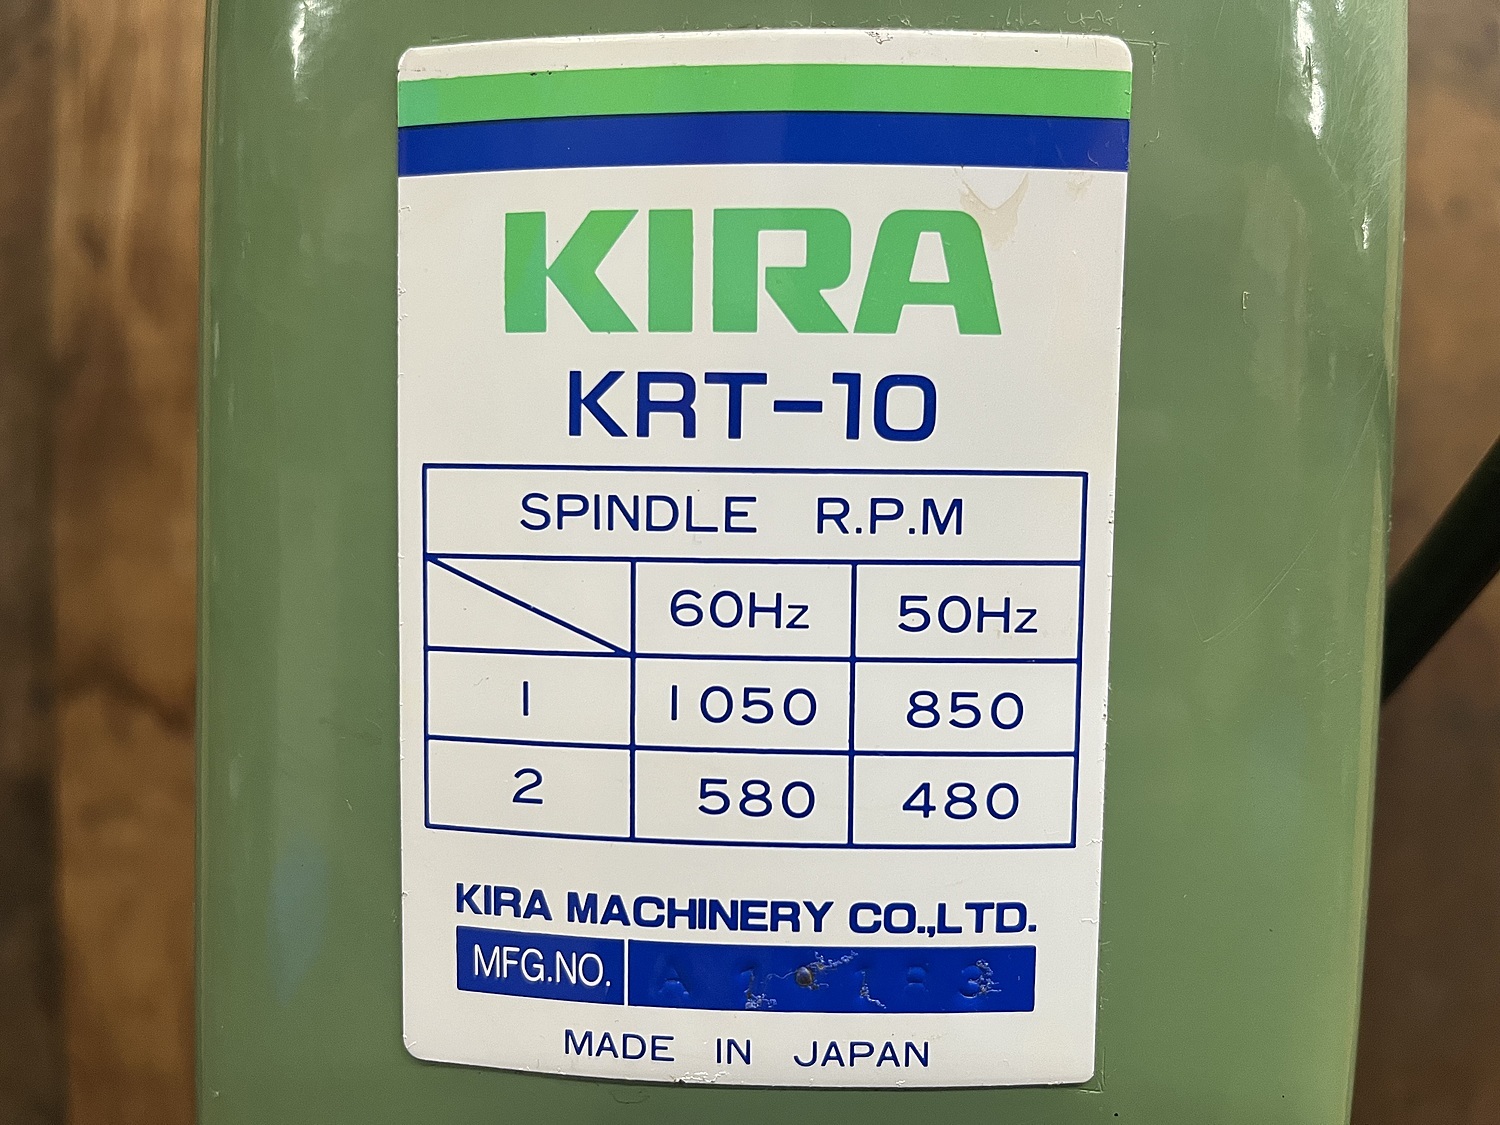 KIRA
KRT-10
SPINDLE R.P.M
60Hz 50Hz
1 1050 850
2 580 480
KIRA MACHINERY CO.,LTD.
MFG.NO.
MADE IN JAPAN